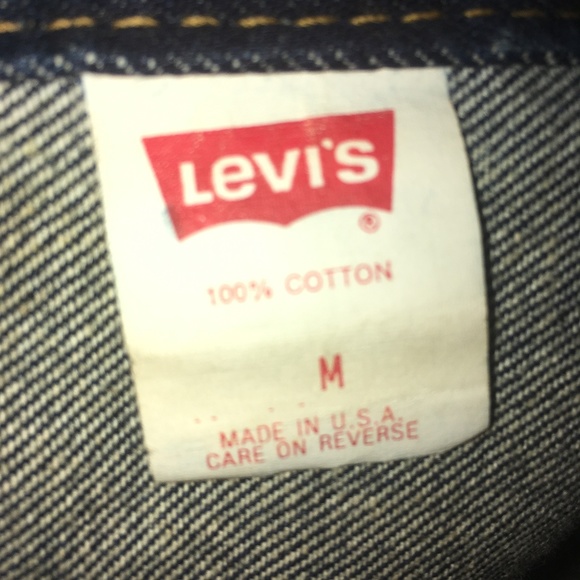 Levi's
®
100% COTTON
M
MADE IN U.S.A.
CARE ON REVERSE